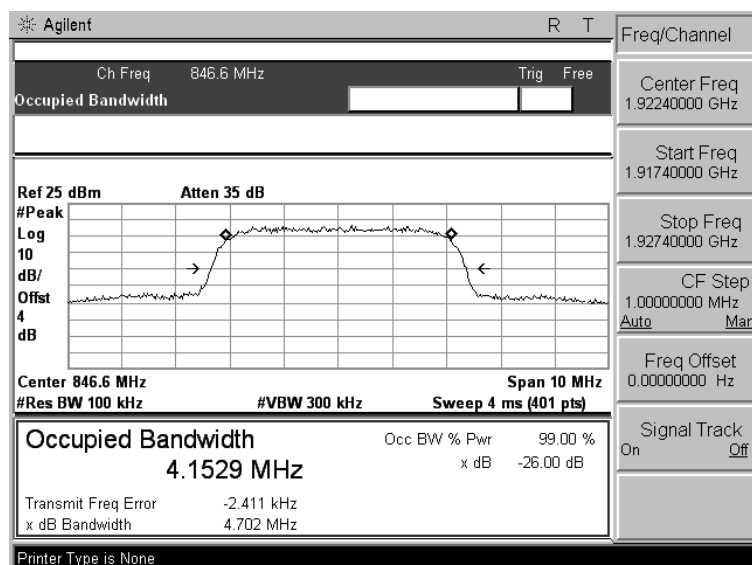 Agilent R T
Freq/Channel
Ch Freq 846.6 MHz Trig Free
Occupied Bandwidth
Center Freq
1.92240000 GHz
Start Freq
1.91740000 GHz
Stop Freq
1.92740000 GHz
CF Step
1.00000000 MHz
Auto Man
Freq Offset
0.00000000 Hz
Signal Track
On Off
Ref 25 dBm Atten 35 dB
#Peak
Log
10
dB/
Offst
4
dB
Center 846.6 MHz Span 10 MHz
#Res BW 100 kHz #VBW 300 kHz Sweep 4 ms (401 pts)
Occupied Bandwidth Occ BW % Pwr 99.00 %
4.1529 MHz x dB -26.00 dB
Transmit Freq Error -2.411 kHz
x dB Bandwidth 4.702 MHz
Printer Type is None